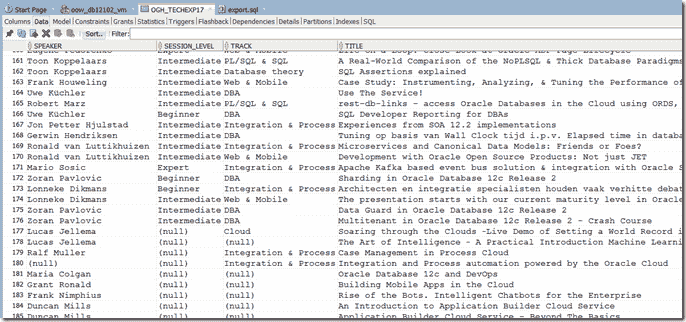 Start Page oow_db12102_vm OGH_TECHEXP17 export.sql
Columns Data Model Constraints Grants Statistics Triggers Flashback Dependencies Details Partitions Indexes SQL
Sort.. Filter:
SPEAKER SESSION_LEVEL TRACK TITLE
161 Toon Koppelaars Intermediate PL/SQL & SQL A Real-World Comparison of the NoPLSQL & Thick Database Paradigms
162 Toon Koppelaars Intermediate Database theory SQL Assertions explained
163 Frank Houweling Intermediate Web & Mobile Case Study: Instrumenting, Analyzing, & Tuning the Performance of
164 Uwe Küchler Intermediate DBA Use The Service!
165 Robert Marz Intermediate PL/SQL & SQL rest-db-links - access Oracle Databases in the Cloud using ORDS,
166 Uwe Küchler Beginner DBA SQL Developer Reporting for DBAs
167 Jon Petter Hjulstad Intermediate Integration & Process Experiences from SOA 12.2 implementations
168 Gerwin Hendriksen Intermediate DBA Tuning op basis van Wall Clock tijd i.p.v. Elapsed time in databa
169 Ronald van Luttikhuizen Intermediate Integration & Process Microservices and Canonical Data Models: Friends or Foes?
170 Ronald van Luttikhuizen Intermediate Web & Mobile Development with Oracle Open Source Products: Not just JET
171 Mario Sosic Expert Integration & Process Apache Kafka based event bus solution & integration with Oracle S
172 Zoran Pavlovic Beginner DBA Sharding in Oracle Database 12c Release 2
173 Lonneke Dikmans Beginner Integration & Process Architecten en integratie specialisten houden vaak verhitte debat
174 Lonneke Dikmans Intermediate Web & Mobile The presentation starts with our current maturity level in Oracle
175 Zoran Pavlovic Intermediate DBA Data Guard in Oracle Database 12c Release 2
176 Zoran Pavlovic Intermediate DBA Multitenant in Oracle Database 12c Release 2 - Crash Course
177 Lucas Jellema (null) Cloud Soaring through the Clouds -Live Demo of Setting a World Record i
178 Lucas Jellema (null) (null) The Art of Intelligence - A Practical Introduction Machine Learni
179 Ralf Muller (null) Integration & Process Case Management in Process Cloud
180 (null) (null) Integration & Process Integration and Process automation powered by the Oracle Cloud
181 Maria Colgan (null) (null) Oracle Database 12c and DevOps
182 Grant Ronald (null) (null) Building Mobile Apps in the Cloud
183 Frank Nimphius (null) (null) Rise of the Bots. Intelligent Chatbots for the Enterprise
184 Duncan Mills (null) (null) An Introduction to Application Builder Cloud Service
185 Duncan Mills (null) (null) Application Builder Cloud Service - Beyond The Basics